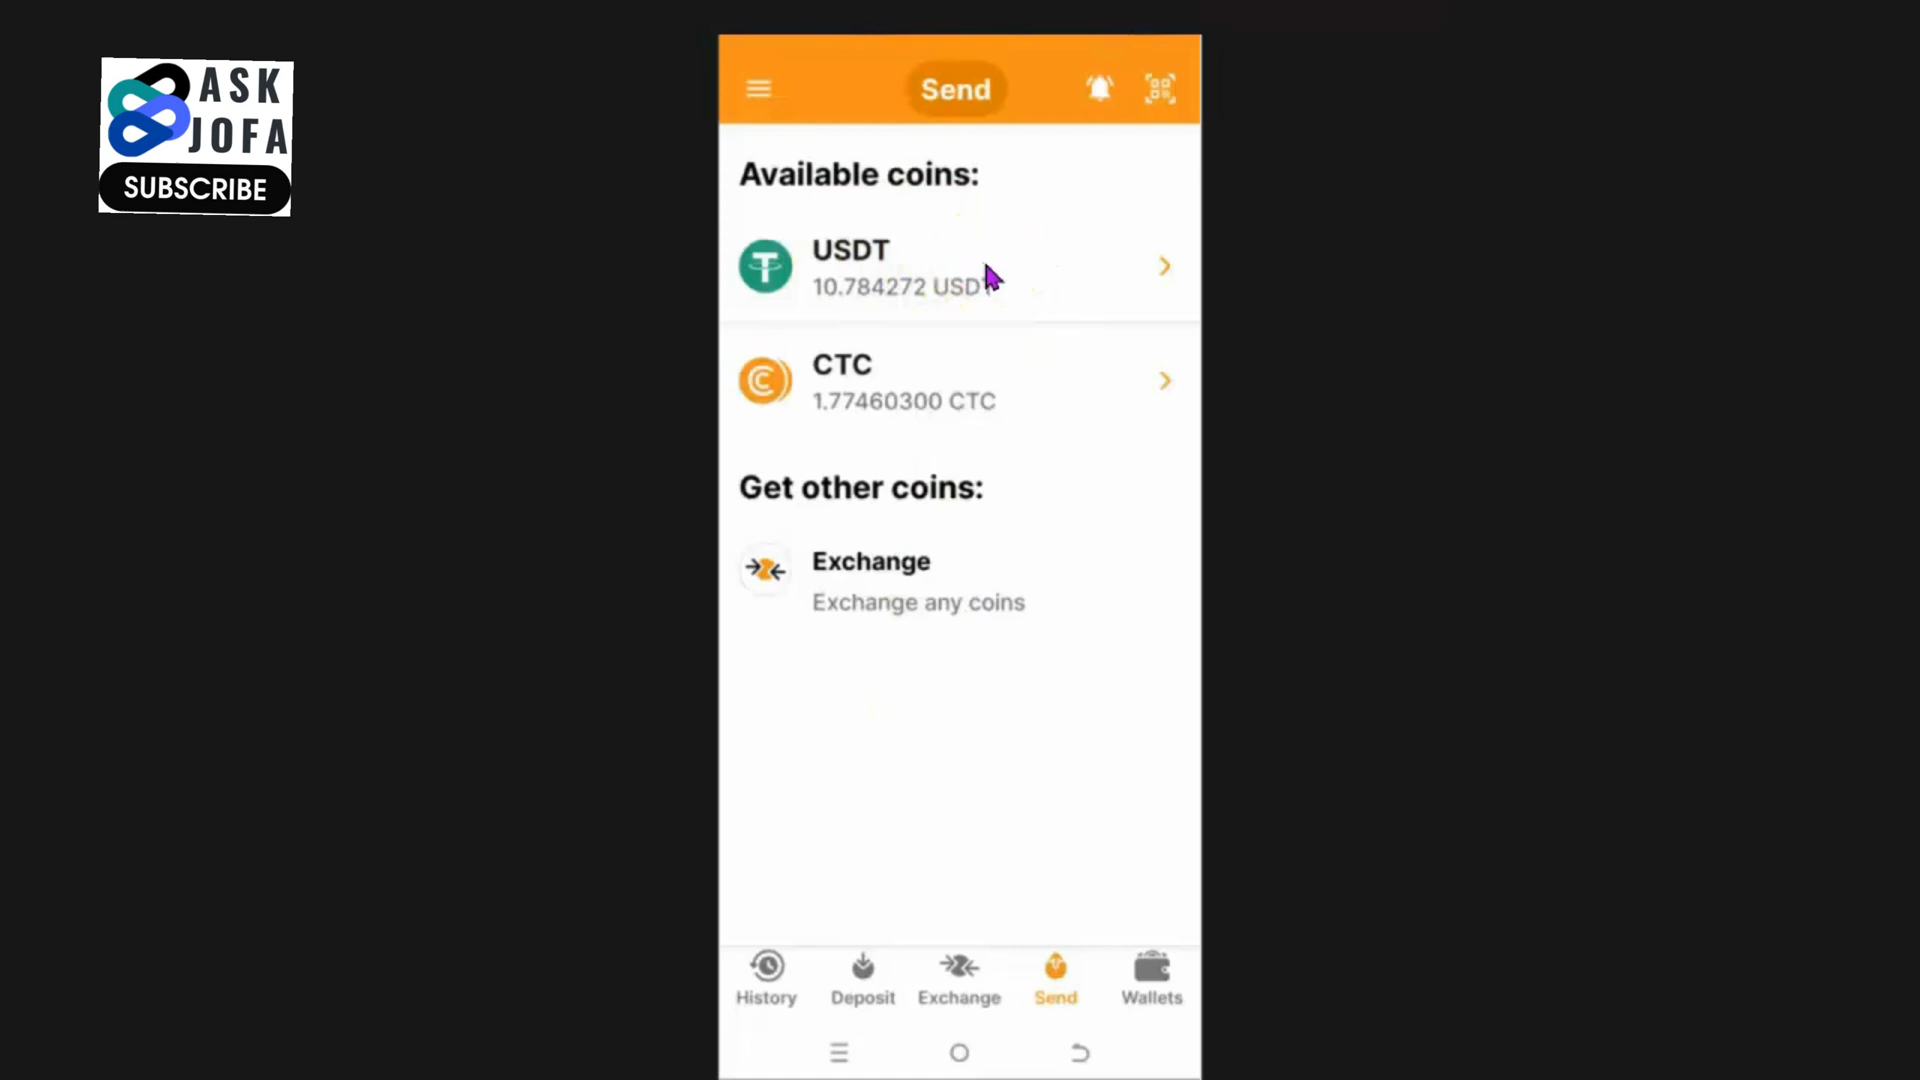 ASK
JOFA
SUBSCRIBE
Send
Available coins:
USDT
10.784272 USDT
CTC
1.77460300 CTC
Get other coins:
Exchange
Exchange any coins
History
Deposit
Exchange
Send
Wallets